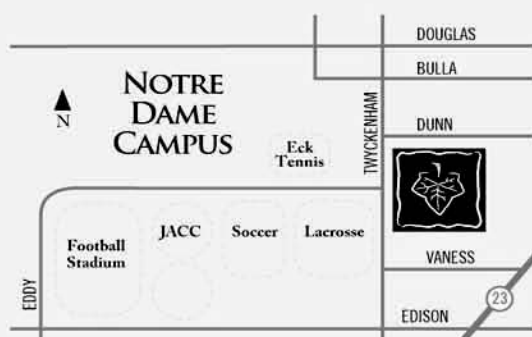 DOUGLAS
BULLA
NOTRE
DAME
CAMPUS
N
TWYCKENHAM
DUNN
Eck
Tennis
Football
Stadium
JACC
Soccer
Lacrosse
VANESS
EDDY
23
EDISON